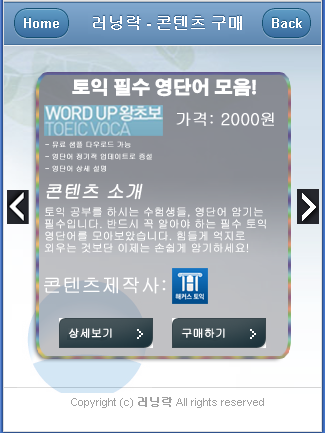 Home
러닝락 - 콘텐츠 구매
Back
토익 필수 영단어 모음!
WORD UP 왕초보
TOEIC VOCA
가격: 2000원
- 유료 샘플 다운로드 가능
- 영단어 정기적 업데이트로 증설
- 영단어 상세 설명
콘텐츠 소개
토익 공부를 하시는 수험생들, 영단어 암기는
필수입니다. 반드시 꼭 알아야 하는 필수 토익
영단어를 모아보았습니다. 힘들게 억지로
외우는 것보단 이제는 손쉽게 암기하세요!
콘텐츠제작사:
해커스 토익
상세보기
구매하기
Copyright (c) 러닝락 All rights reserved